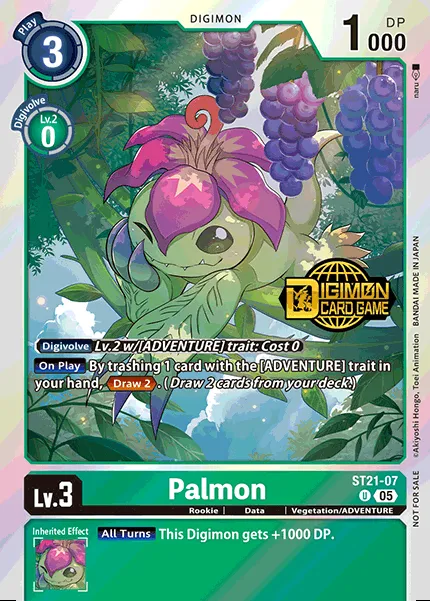 DIGIMON
Play
3
1000
DP
Digivolve
Lv.2
0
naru
DIGIMON
CARD GAME
Digivolve Lv.2 w/[ADVENTURE] trait: Cost 0
On Play By trashing 1 card with the [ADVENTURE] trait in
your hand, Draw 2. (Draw 2 cards from your deck.)
©Akiyoshi Hongo, Toei Animation BANDAI MADE IN JAPAN
NOT FOR SALE
Lv.3
Palmon
ST21-07
U 05
Rookie | Data | Vegetation/ADVENTURE
Inherited Effect
All Turns This Digimon gets +1000 DP.